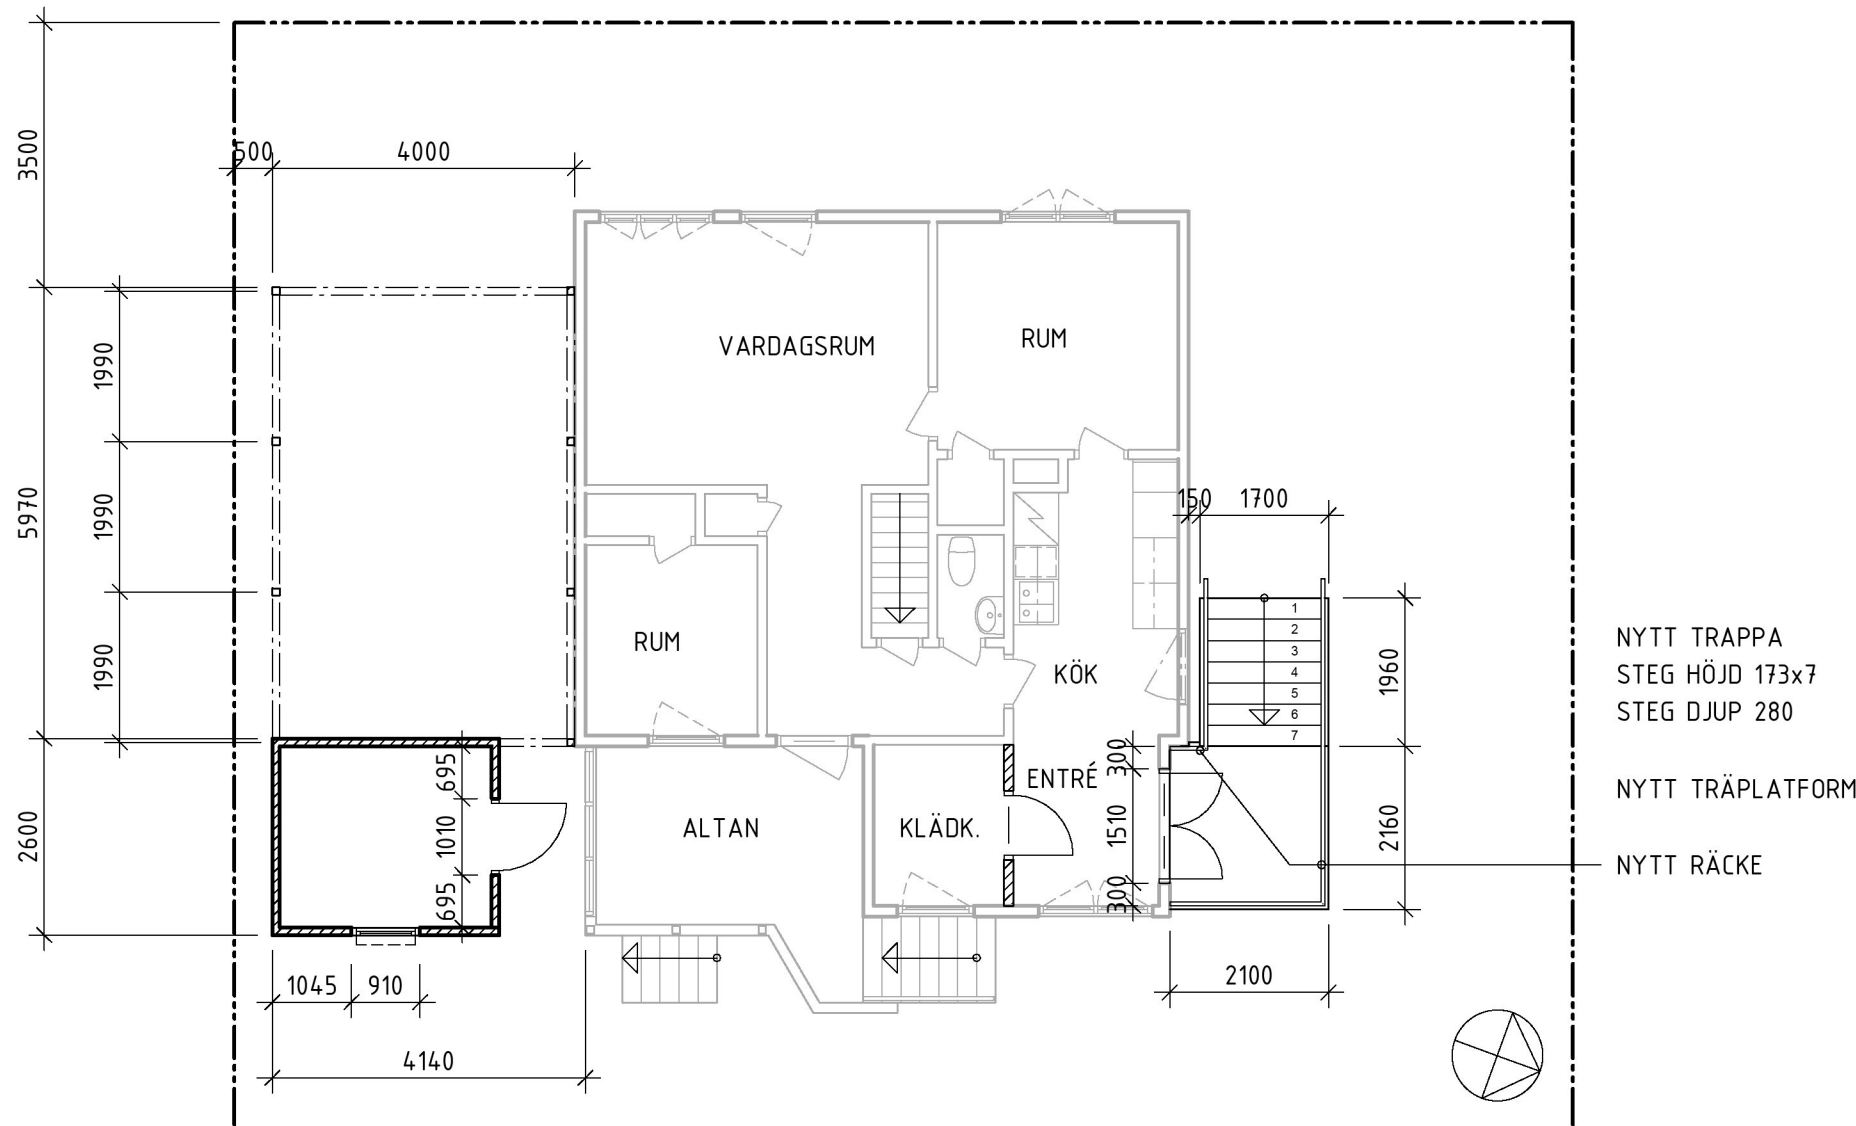 500
4000
3500
VARDAGSRUM
RUM
1990
1990
1990
5970
150
1700
1
2
3
4
5
6
7
1960
NYTT TRAPPA
STEG HÖJD 173x7
STEG DJUP 280
RUM
KÖK
695
1010
695
2600
ALTAN
KLÄDK.
ENTRÉ
300
1510
300
2160
NYTT TRÄPLATFORM
NYTT RÄCKE
1045
910
2100
4140